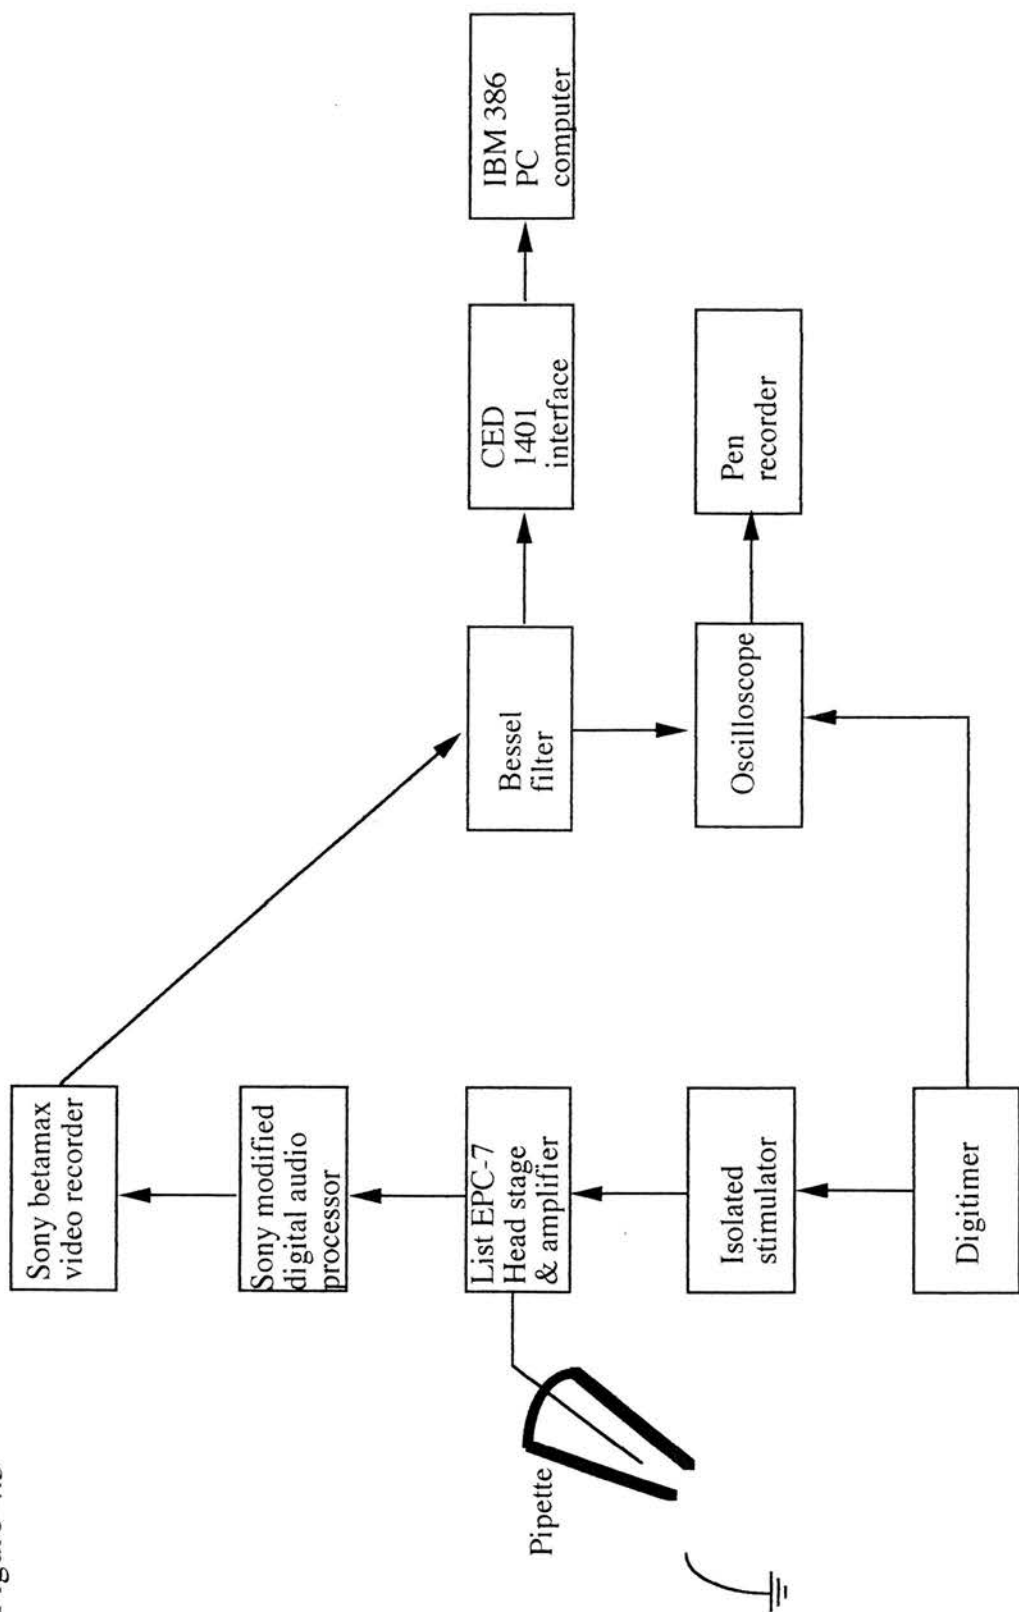 Sony betamax
video recorder
Sony modified
digital audio
processor
List EPC-7
Head stage
& amplifier
Isolated
stimulator
Digitimer
Pipette
Bessel
filter
Oscilloscope
CED
1401
interface
Pen
recorder
IBM 386
PC
computer